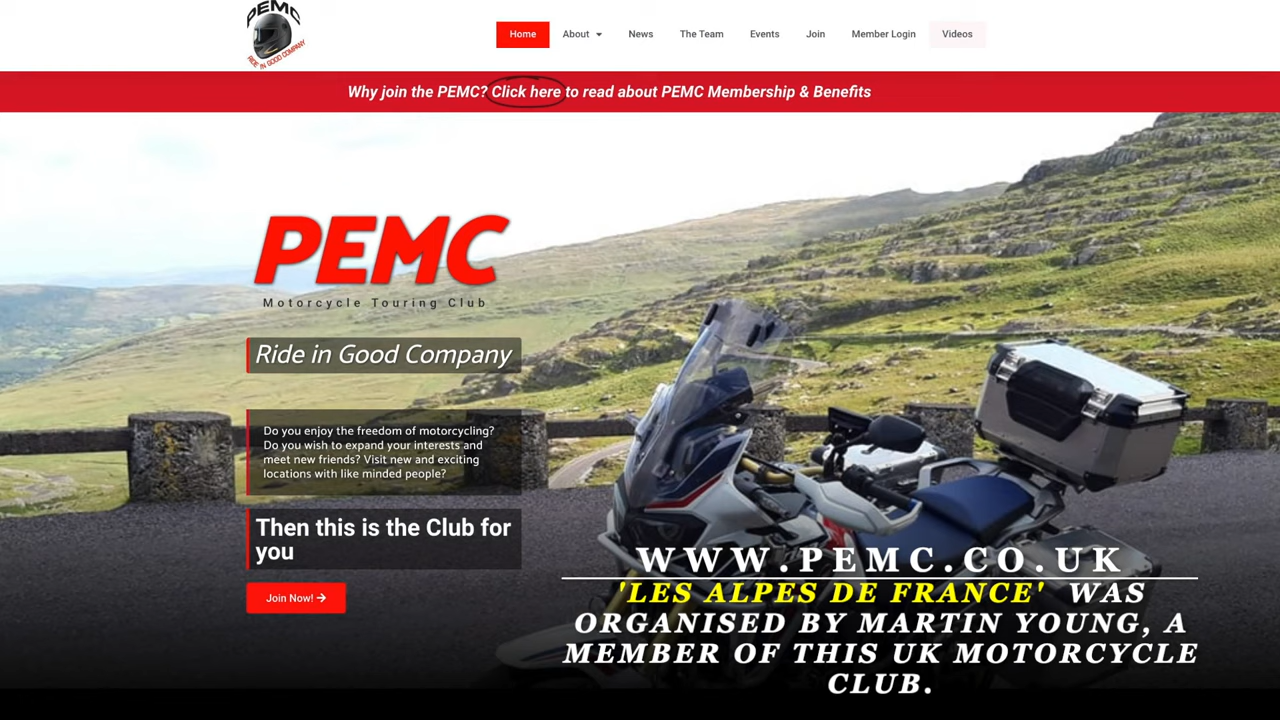 PEMC
RIDE IN GOOD COMPANY
Home About News The Team Events Join Member Login Videos
Why join the PEMC? Click here to read about PEMC Membership & Benefits
PEMC
Motorcycle Touring Club
Ride in Good Company
Do you enjoy the freedom of motorcycling?
Do you wish to expand your interests and
meet new friends? Visit new and exciting
locations with like minded people?
Then this is the Club for
you
Join Now!
WWW.PEMC.CO.UK
'LES ALPES DE FRANCE' WAS
ORGANISED BY MARTIN YOUNG, A
MEMBER OF THIS UK MOTORCYCLE
CLUB.